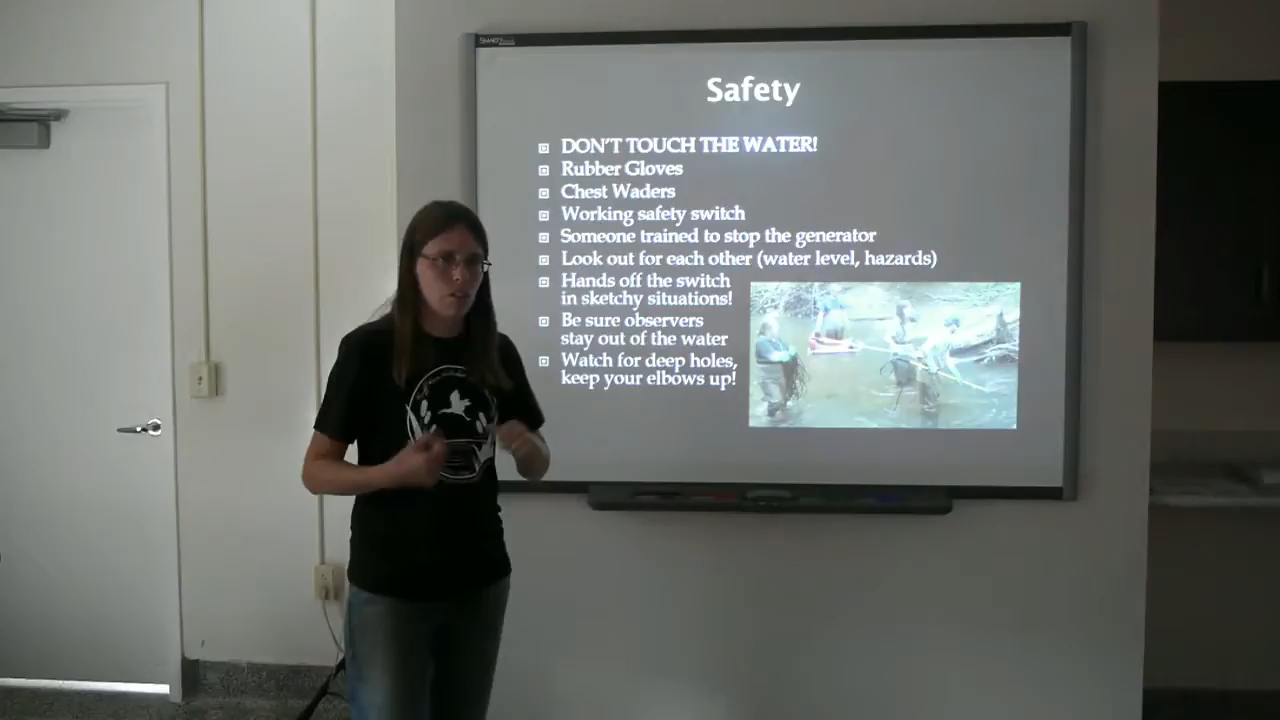 SMART
Safety
DON'T TOUCH THE WATER!
Rubber Gloves
Chest Waders
Working safety switch
Someone trained to stop the generator
Look out for each other (water level, hazards)
Hands off the switch
in sketchy situations!
Be sure observers
stay out of the water
Watch for deep holes,
keep your elbows up!